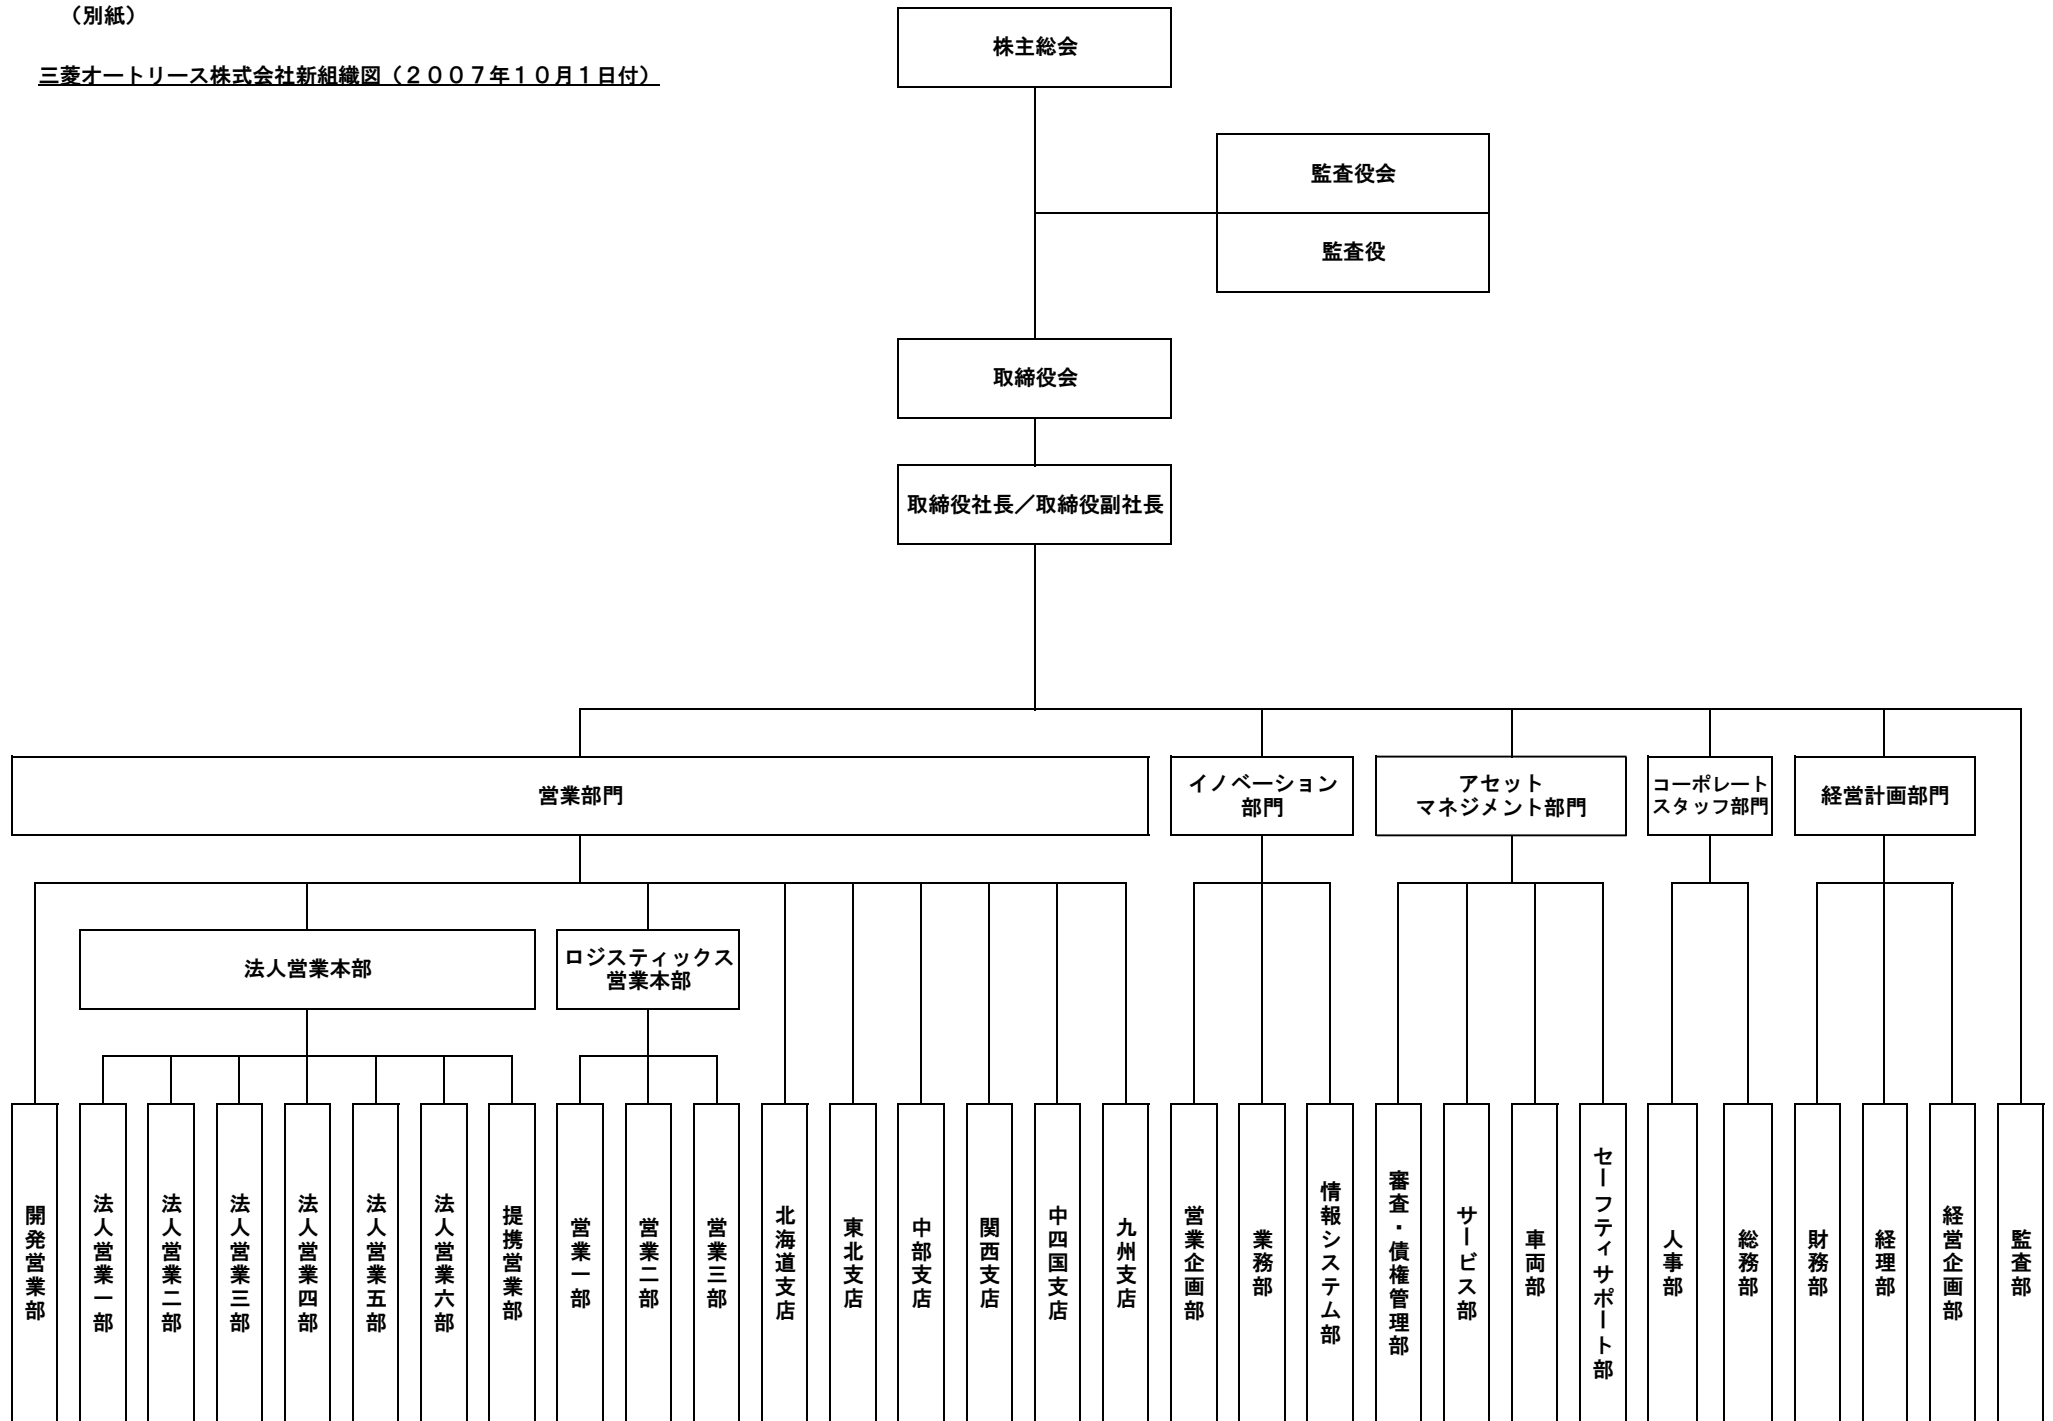 （別紙）
三菱オートリース株式会社新組織図（２００７年１０月１日付）
株主総会
監査役会
監査役
取締役会
取締役社長／取締役副社長
営業部門
イノベーション
部門
アセット
マネジメント部門
コーポレート
スタッフ部門
経営計画部門
法人営業本部
ロジスティックス
営業本部
開発営業部
法人営業一部
法人営業二部
法人営業三部
法人営業四部
法人営業五部
法人営業六部
提携営業部
営業一部
営業二部
営業三部
北海道支店
東北支店
中部支店
関西支店
中四国支店
九州支店
営業企画部
業務部
情報システム部
審査・債権管理部
サービス部
車両部
セーフティサポート部
人事部
総務部
財務部
経理部
経営企画部
監査部